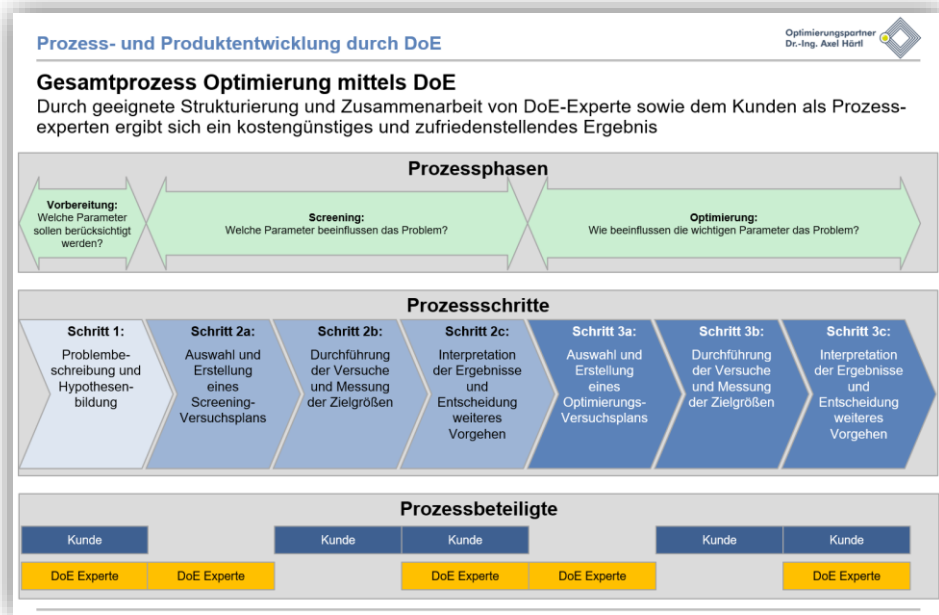 Prozess- und Produktentwicklung durch DoE
Optimierungspartner
Dr.-Ing. Axel Härtl
Gesamtprozess Optimierung mittels DoE
Durch geeignete Strukturierung und Zusammenarbeit von DoE-Experte sowie dem Kunden als Prozess-
experten ergibt sich ein kostengünstiges und zufriedenstellendes Ergebnis
Prozessphasen
Vorbereitung:
Welche Parameter
sollen berücksichtigt
werden?
Screening:
Welche Parameter beeinflussen das Problem?
Optimierung:
Wie beeinflussen die wichtigen Parameter das Problem?
Prozessschritte
Schritt 1:
Problembe-
schreibung und
Hypothesen-
bildung
Schritt 2a:
Auswahl und
Erstellung
eines
Screening-
Versuchsplans
Schritt 2b:
Durchführung
der Versuche
und Messung
der Zielgrößen
Schritt 2c:
Interpretation
der Ergebnisse
und
Entscheidung
weiteres
Vorgehen
Schritt 3a:
Auswahl und
Erstellung
eines
Optimierungs-
Versuchsplans
Schritt 3b:
Durchführung
der Versuche
und Messung
der Zielgrößen
Schritt 3c:
Interpretation
der Ergebnisse
und
Entscheidung
weiteres
Vorgehen
Prozessbeteiligte
Kunde
Kunde
Kunde
Kunde
Kunde
DoE Experte
DoE Experte
DoE Experte
DoE Experte
DoE Experte